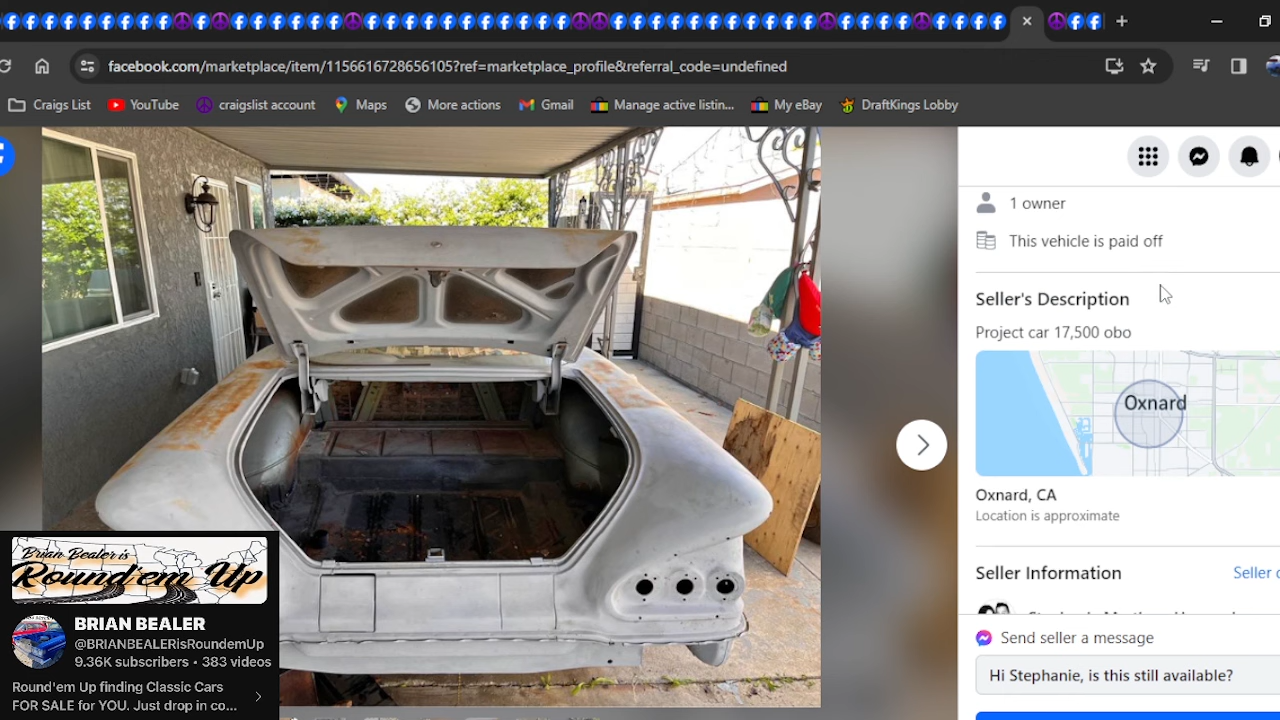 facebook.com/marketplace/item/1156616728656105?ref=marketplace_profile&referral_code=undefined
Craigs List
YouTube
craigslist account
Maps
More actions
Gmail
Manage active listin...
My eBay
DraftKings Lobby
1 owner
This vehicle is paid off
Seller's Description
Project car 17,500 obo
Oxnard
Oxnard, CA
Location is approximate
Seller Information
Seller
Send seller a message
Hi Stephanie, is this still available?
Brian Bealer is
Round'em Up
BRIAN BEALER
@BRIANBEALERisRoundemUp
9.36K subscribers • 383 videos
Round'em Up finding Classic Cars
FOR SALE for YOU. Just drop in co...